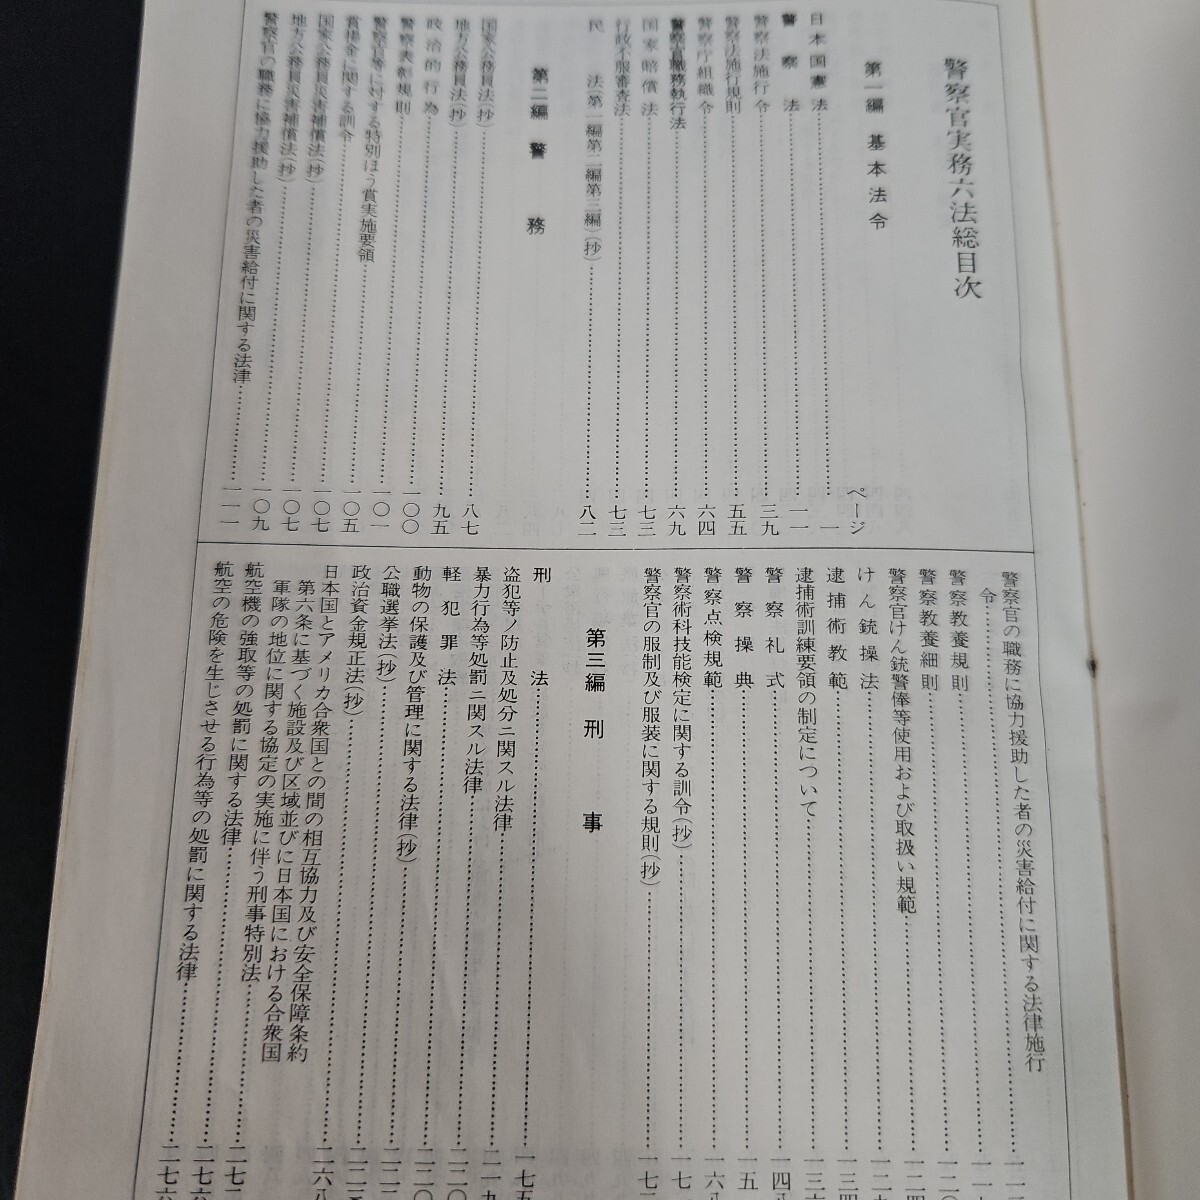 警察官実務六法総目次
ページ
第一編 基本法令
日本国憲法 一
警察法 一一
警察法施行令 三九
警察法施行規則 五五
警察庁組織令 六四
警察官職務執行法 六九
国家賠償法 七三
行政不服審査法 七三
民法(第一編第二編第三編)(抄) 八二
第二編 警務
国家公務員法(抄) 八七
地方公務員法(抄) 九五
政治的行為
警察表彰規則 一〇〇
警察官等に対する特別ほう賞実施要領 一〇一
賞揚金に関する訓令 一〇五
国家公務員災害補償法(抄) 一〇七
地方公務員災害補償法(抄) 一〇七
警察官の職務に協力援助した者の災害給付に関する法律 一〇九
一一一
警察官の職務に協力援助した者の災害給付に関する法律施行
令
警察教養規則
警察教養細則
警察官けん銃警棒等使用および取扱い規範
けん銃操法
逮捕術教範
逮捕術訓練要領の制定について
警察礼式
警察操典
警察点検規範
警察術科技能検定に関する訓令(抄)
警察官の服制及び服装に関する規則(抄)
第三編 刑事
刑法
盗犯等ノ防止及処分ニ関スル法律
暴力行為等処罰ニ関スル法律
軽犯罪法
動物の保護及び管理に関する法律(抄)
公職選挙法(抄)
政治資金規正法(抄)
日本国とアメリカ合衆国との間の相互協力及び安全保障条約
第六条に基づく施設及び区域並びに日本国における合衆国
軍隊の地位に関する協定の実施に伴う刑事特別法
航空機の強取等の処罰に関する法律
航空の危険を生じさせる行為等の処罰に関する法律